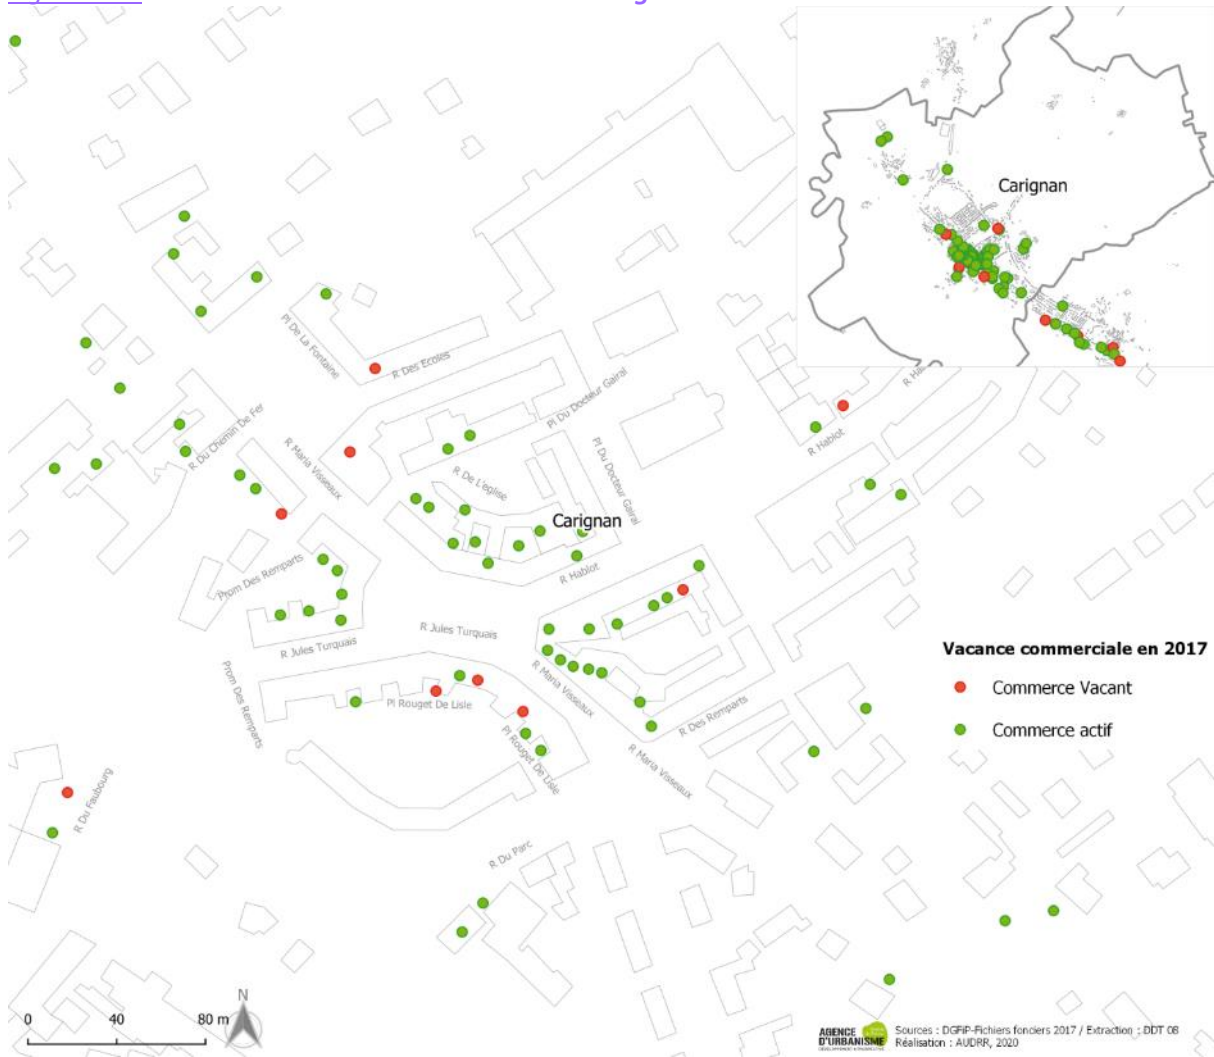 Carignan
Pl De La Fontaine
R Des Ecoles
Pl Du Docteur Gairal
R Hablot
R Du Chemin De Fer
R Maria Visseaux
R De L'eglise
Pl Du Docteur Gairal
Carignan
Prom Des Remparts
R Hablot
R Jules Turquais
R Jules Turquais
Prom Des Remparts
Pl Rouget De Lisle
R Maria Visseaux
R Des Remparts
Pl Rouget De Lisle
R Maria Visseaux
Vacance commerciale en 2017
Commerce Vacant
Commerce actif
R Du Faubourg
R Du Parc
N
0 40 80 m
AGENCE
D'URBANISME
Sources : DGFiP-Fichiers fonciers 2017 / Extraction : DDT 08
Réalisation : AUDRR, 2020